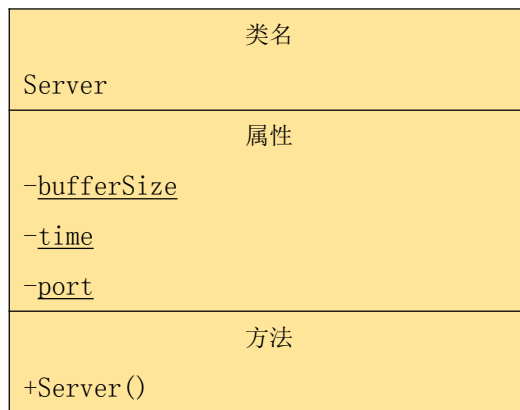 类名
Server
属性
-bufferSize
-time
-port
方法
+Server()